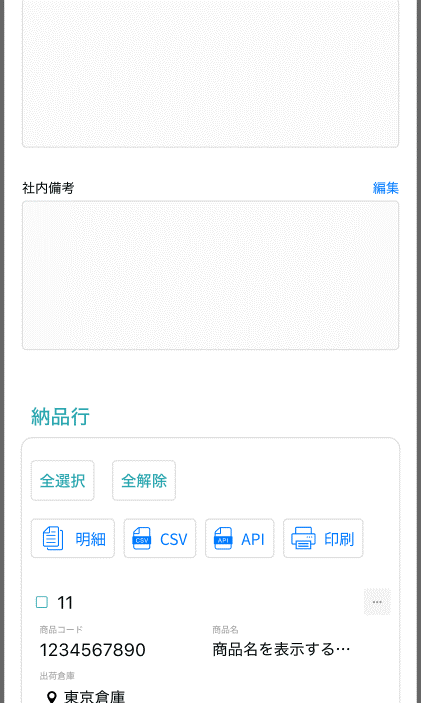 社内備考 編集
納品行
全選択 全解除
明細 CSV CSV API API 印刷
11 ...
商品コード 商品名
1234567890 商品名を表示する…
出荷倉庫
東京倉庫